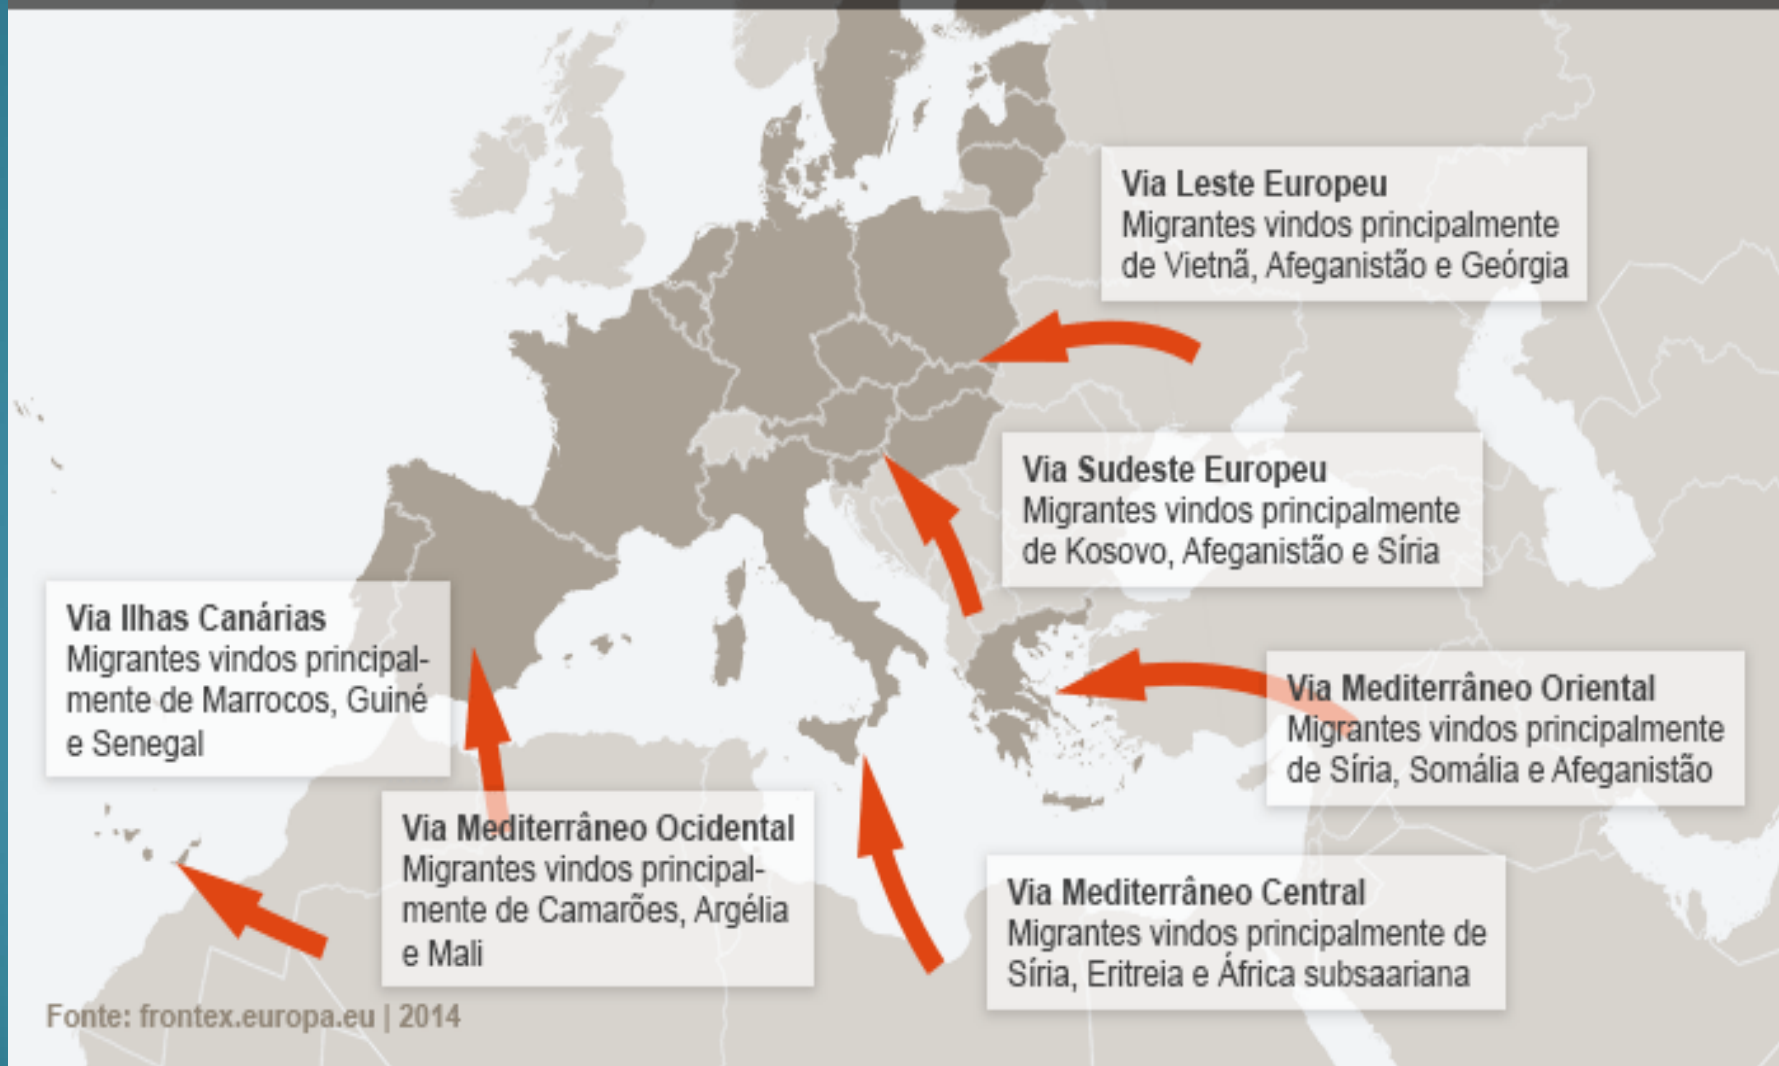 Via Leste Europeu
Migrantes vindos principalmente
de Vietnã, Afeganistão e Geórgia
Via Sudeste Europeu
Migrantes vindos principalmente
de Kosovo, Afeganistão e Síria
Via Ilhas Canárias
Migrantes vindos principal-
mente de Marrocos, Guiné
e Senegal
Via Mediterrâneo Oriental
Migrantes vindos principalmente
de Síria, Somália e Afeganistão
Via Mediterrâneo Ocidental
Migrantes vindos principal-
mente de Camarões, Argélia
e Mali
Via Mediterrâneo Central
Migrantes vindos principalmente de
Síria, Eritreia e África subsaariana
Fonte: frontex.europa.eu | 2014